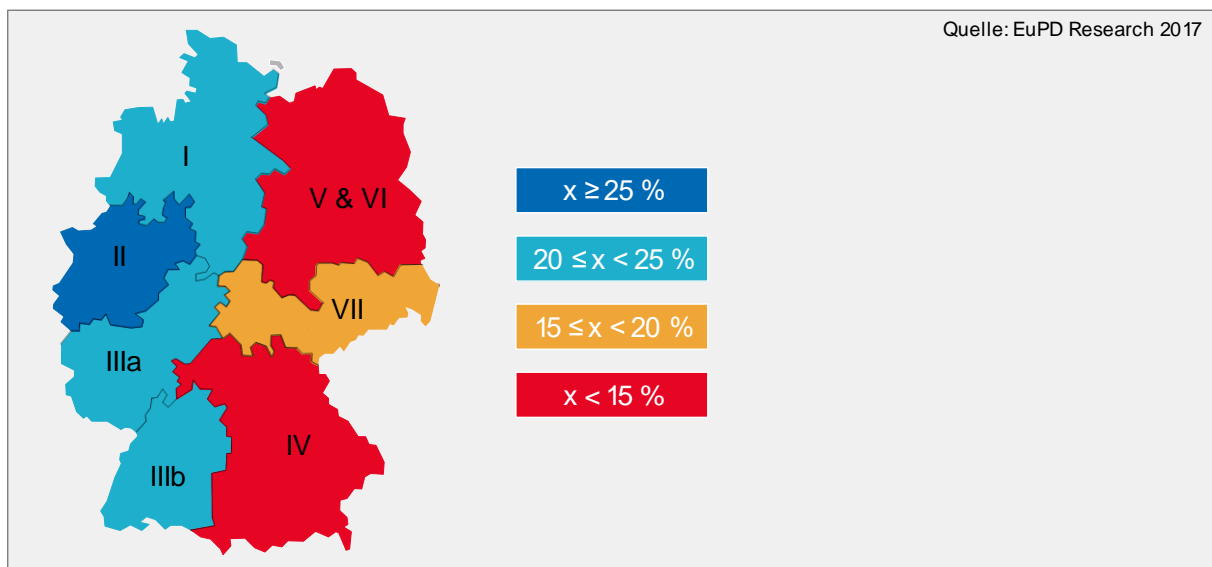 Quelle: EuPD Research 2017
I
V & VI
II
VII
IIIa
IV
IIIb
x ≥ 25 %
20 ≤ x < 25 %
15 ≤ x < 20 %
x < 15 %